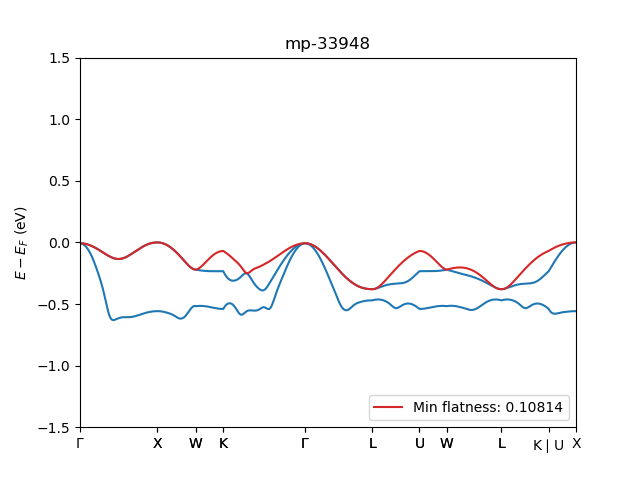 mp-33948
E − E_F (eV)
1.5
1.0
0.5
0.0
−0.5
−1.0
−1.5
Min flatness: 0.10814
Γ X W K Γ L U W L K | U X